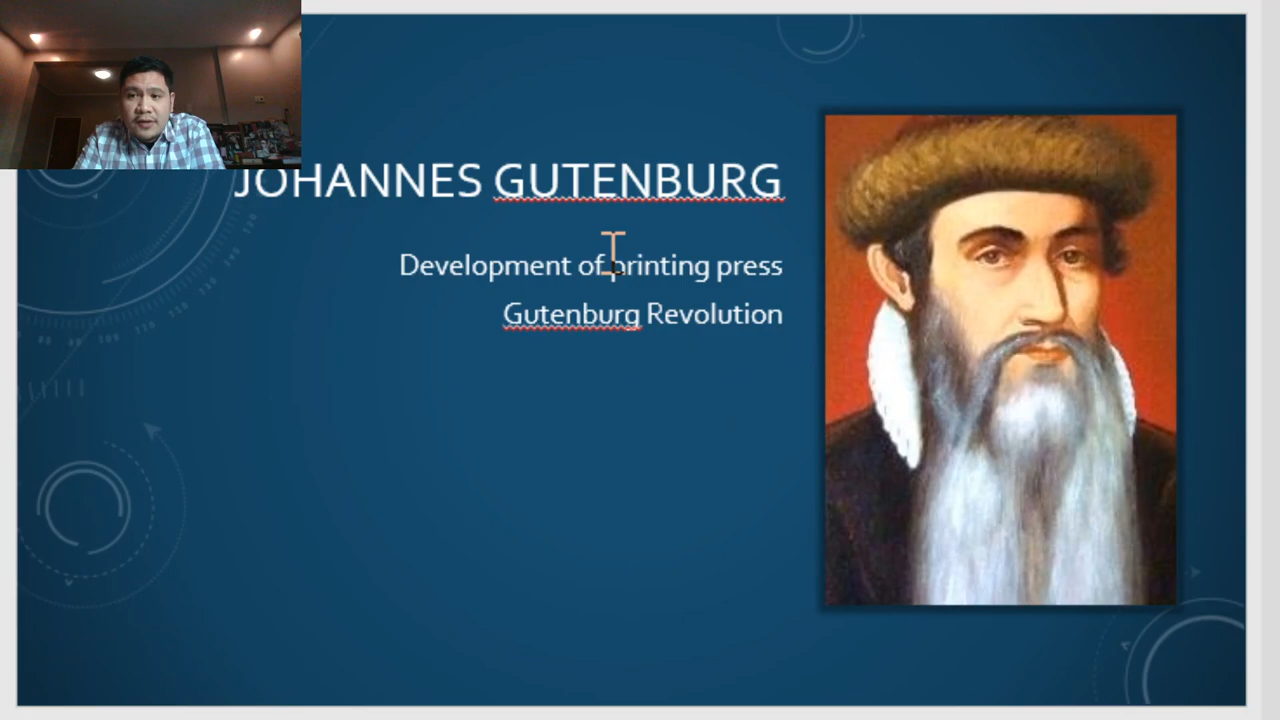 JOHANNES GUTENBURG
Development of printing press
Gutenburg Revolution